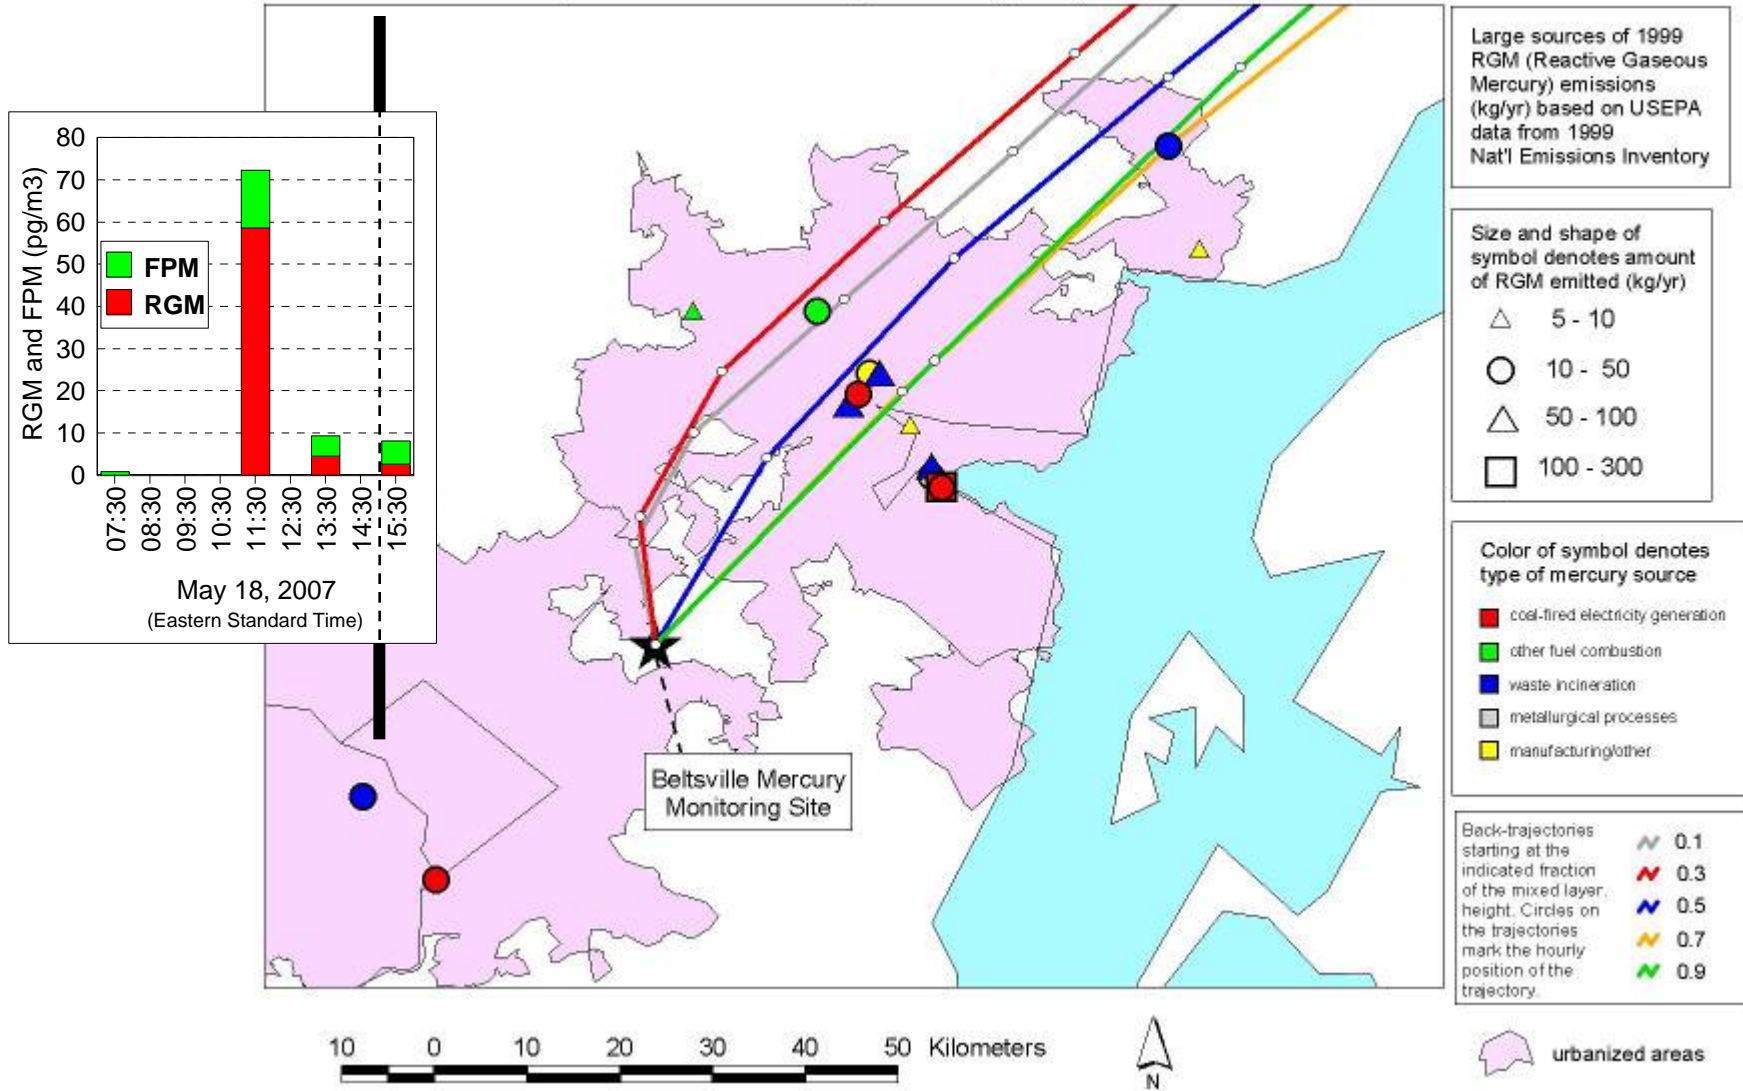 80
70
60
50
40
30
20
10
0
RGM and FPM (pg/m3)
FPM
RGM
07:30
08:30
09:30
10:30
11:30
12:30
13:30
14:30
15:30
May 18, 2007
(Eastern Standard Time)
Beltsville Mercury
Monitoring Site
Large sources of 1999
RGM (Reactive Gaseous
Mercury) emissions
(kg/yr) based on USEPA
data from 1999
Nat'l Emissions Inventory
Size and shape of
symbol denotes amount
of RGM emitted (kg/yr)
5 - 10
10 - 50
50 - 100
100 - 300
Color of symbol denotes
type of mercury source
coal-fired electricity generation
other fuel combustion
waste incineration
metallurgical processes
manufacturing/other
Back-trajectories
starting at the
indicated fraction
of the mixed layer.
height. Circles on
the trajectories
mark the hourly
position of the
trajectory.
0.1
0.3
0.5
0.7
0.9
urbanized areas
10 0 10 20 30 40 50 Kilometers
N